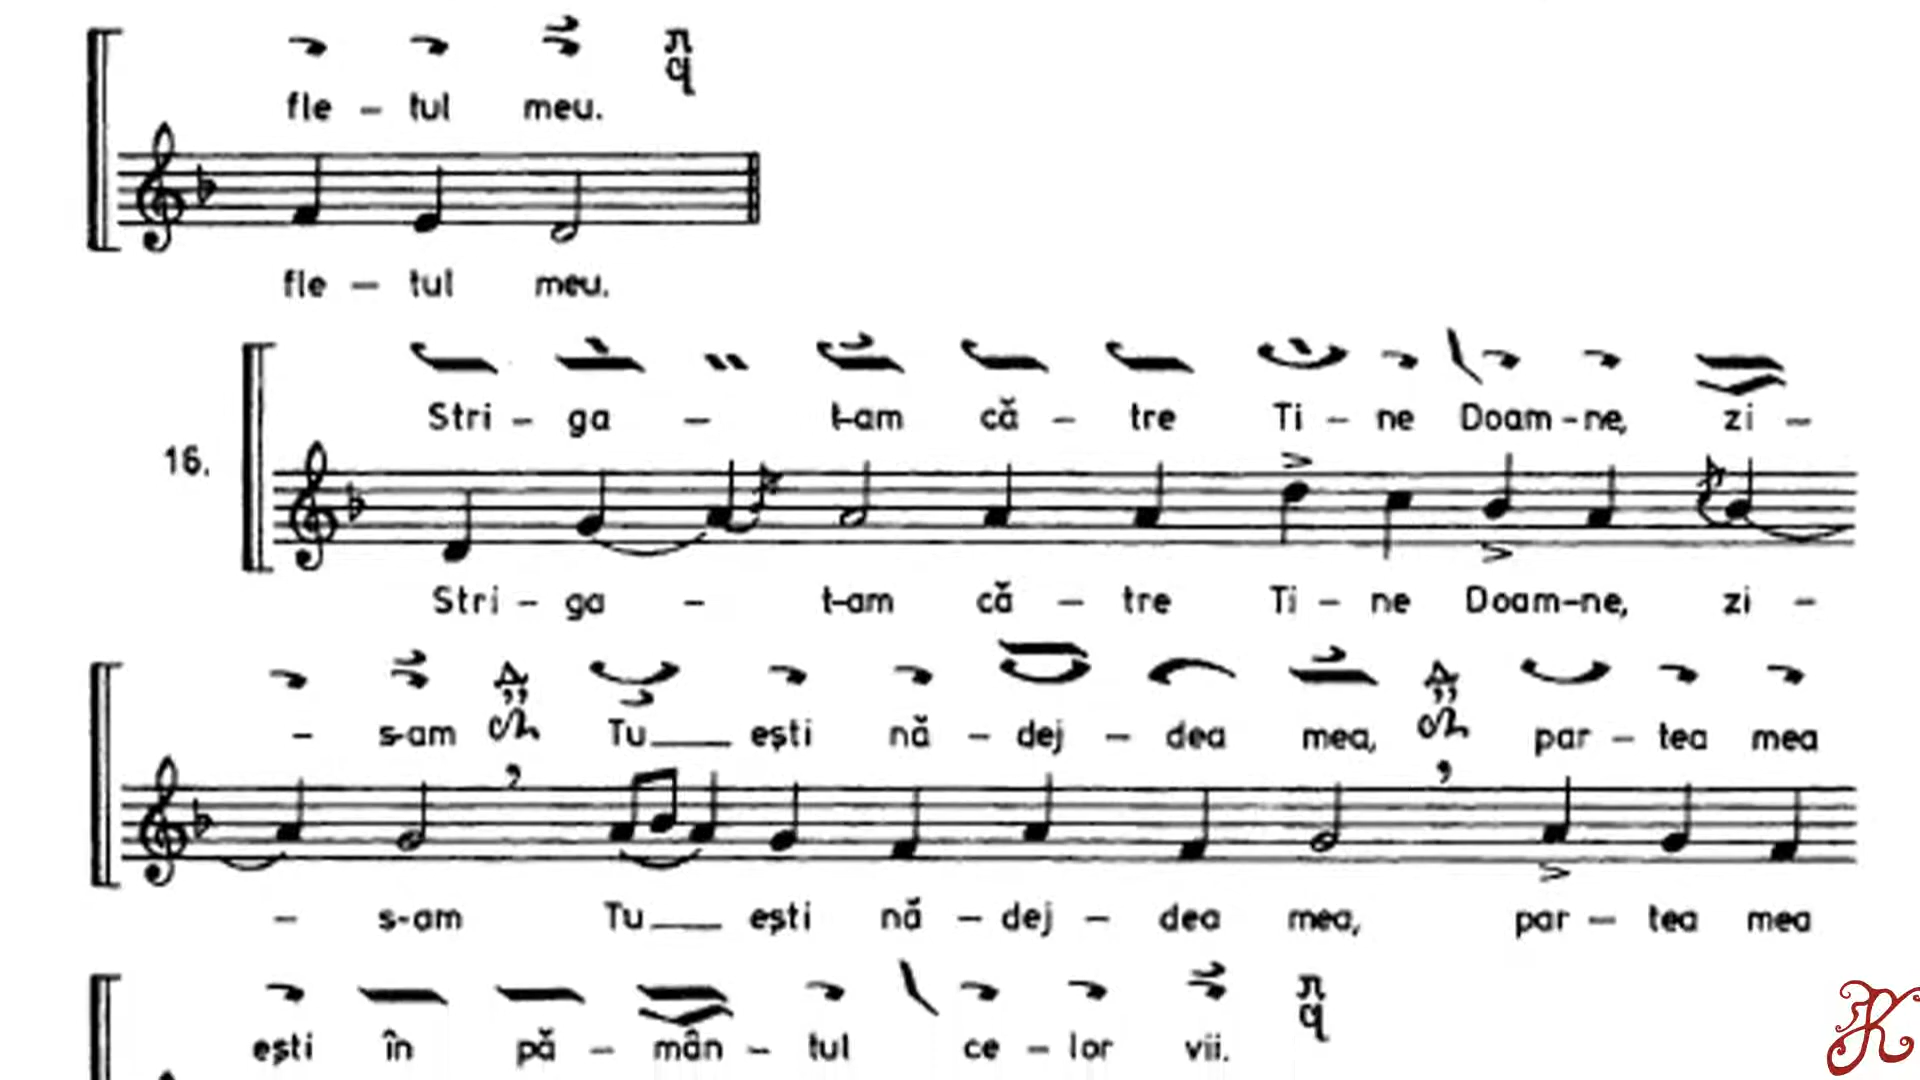 fle - tul meu.
fle - tul meu.
Stri - ga - t-am că - tre Ti - ne Doam - ne, zi -
16.
Stri - ga - t-am că - tre Ti - ne Doam-ne, zi -
- s-am Tu___ ești nă - dej - dea mea, par - tea mea
- s-am Tu___ ești nă - dej - dea mea, par - tea mea
ești în pă - mân - tul ce - lor vii.